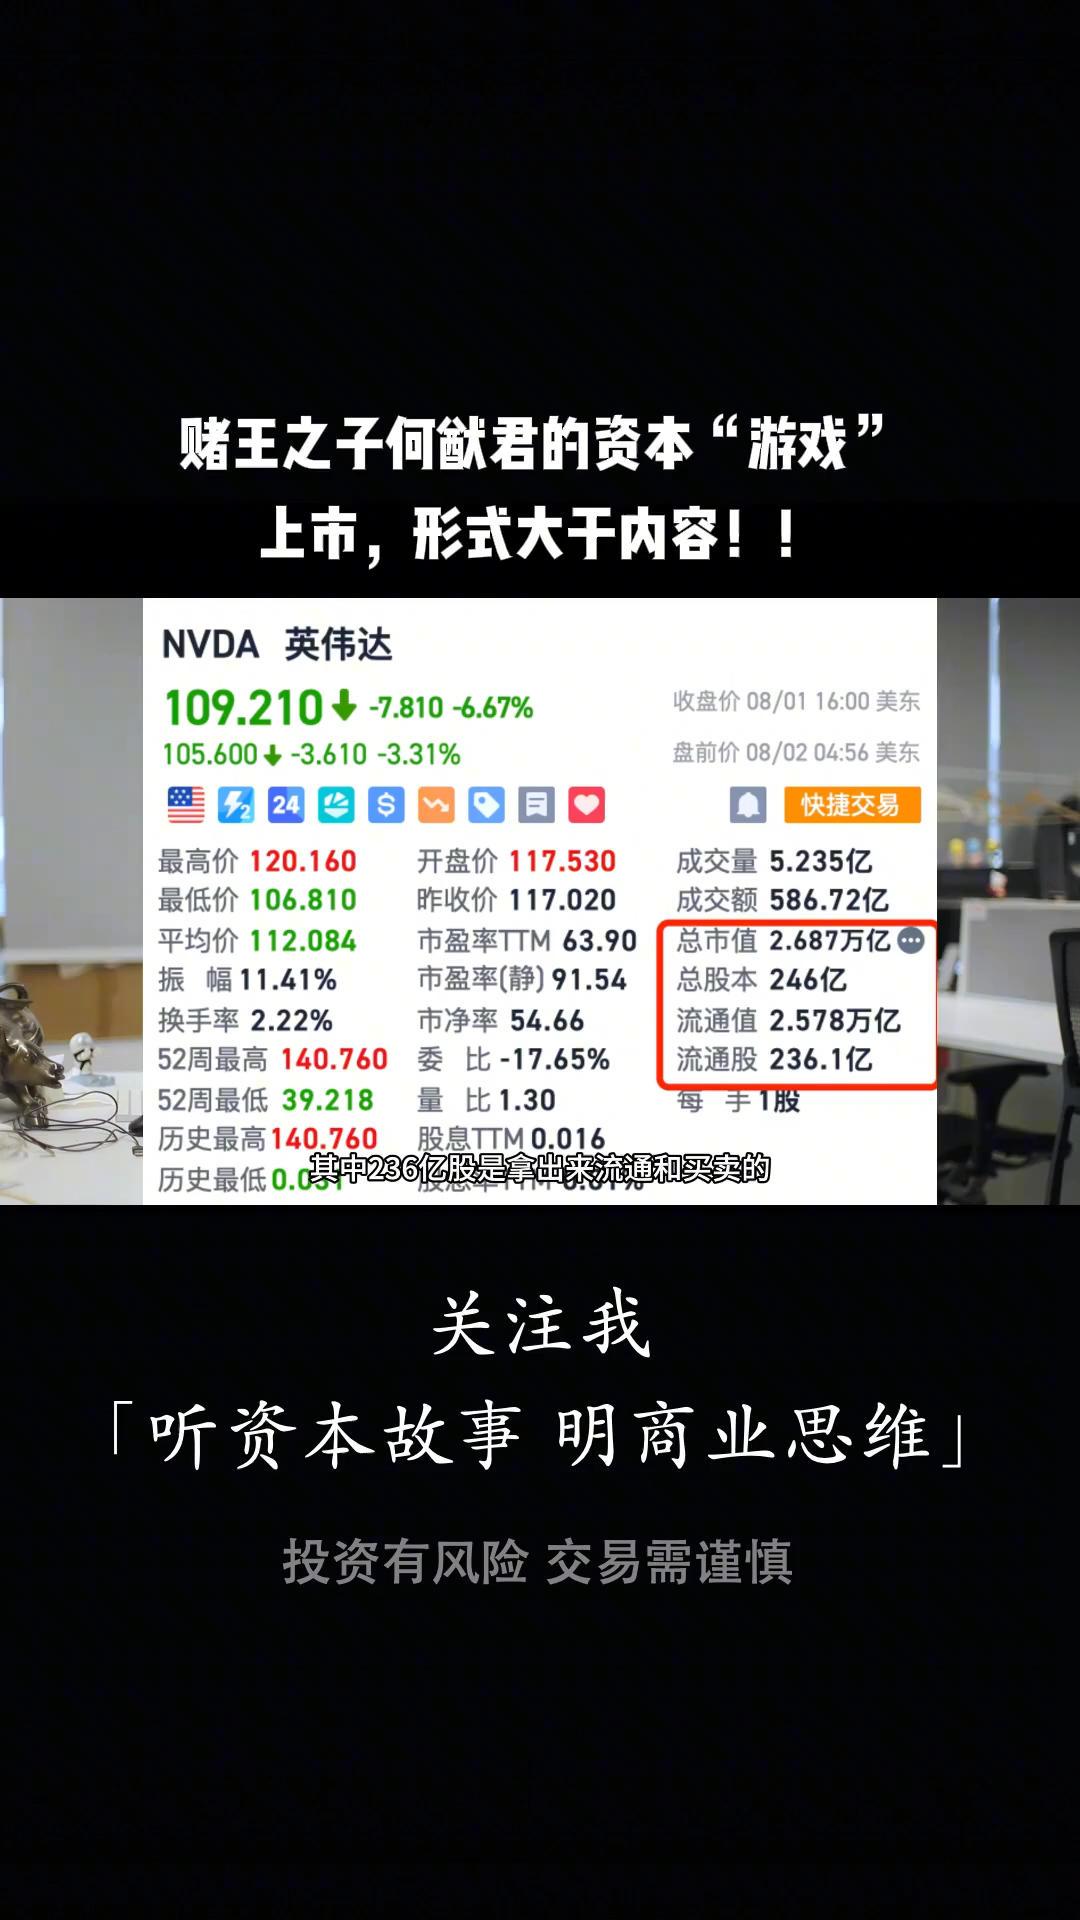 赌王之子何猷君的资本“游戏”
上市，形式大于内容！！
NVDA 英伟达
109.210 -7.810 -6.67% 收盘价 08/01 16:00 美东
105.600 -3.610 -3.31% 盘前价 08/02 04:56 美东
2 24 $ 快捷交易
最高价 120.160 开盘价 117.530 成交量 5.235亿
最低价 106.810 昨收价 117.020 成交额 586.72亿
平均价 112.084 市盈率TTM 63.90 总市值 2.687万亿
振幅 11.41% 市盈率(静) 91.54 总股本 246亿
换手率 2.22% 市净率 54.66 流通值 2.578万亿
52周最高 140.760 委比 -17.65% 流通股 236.1亿
52周最低 39.218 量比 1.30 每手 1股
历史最高 140.760 股息TTM 0.016
历史最低
其中236亿股是拿出来流通和买卖的
关注我
「听资本故事 明商业思维」
投资有风险 交易需谨慎